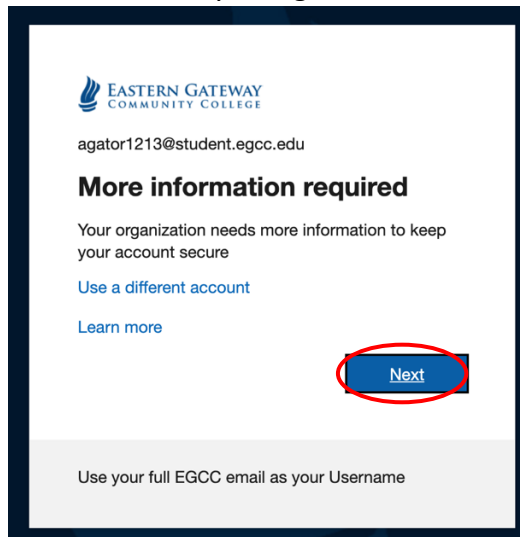 EASTERN GATEWAY
COMMUNITY COLLEGE
agator1213@student.egcc.edu
More information required
Your organization needs more information to keep
your account secure
Use a different account
Learn more
Next
Use your full EGCC email as your Username